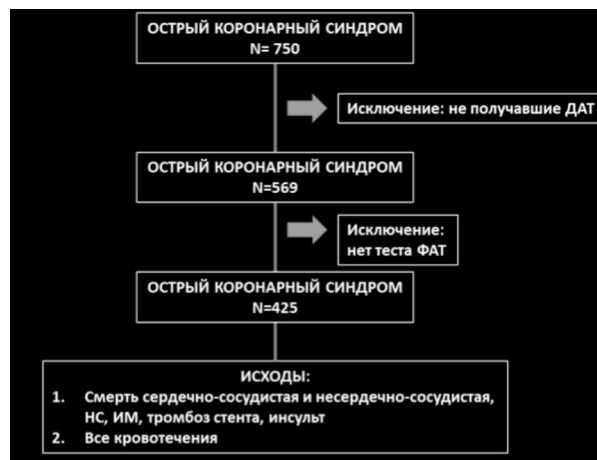 ОСТРЫЙ КОРОНАРНЫЙ СИНДРОМ
N= 750
Исключение: не получавшие ДАТ
ОСТРЫЙ КОРОНАРНЫЙ СИНДРОМ
N=569
Исключение:
нет теста ФАТ
ОСТРЫЙ КОРОНАРНЫЙ СИНДРОМ
N=425
ИСХОДЫ:
1. Смерть сердечно-сосудистая и несердечно-сосудистая,
НС, ИМ, тромбоз стента, инсульт
2. Все кровотечения